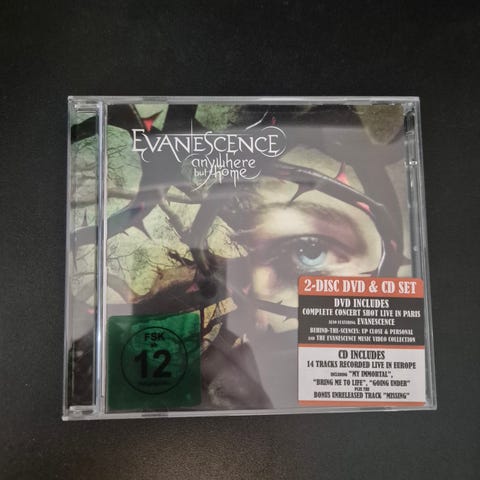 EVANESCENCE
anywhere
but home
2-DISC DVD & CD SET
DVD INCLUDES
COMPLETE CONCERT SHOT LIVE IN PARIS
ALSO FEATURING EVANESCENCE
BEHIND-THE-SCENCES: UP CLOSE & PERSONAL
AND THE EVANESCENCE MUSIC VIDEO COLLECTION
CD INCLUDES
14 TRACKS RECORDED LIVE IN EUROPE
INCLUDING "MY IMMORTAL",
"BRING ME TO LIFE", "GOING UNDER"
PLUS THE
BONUS UNRELEASED TRACK "MISSING"
FSK
ab
12